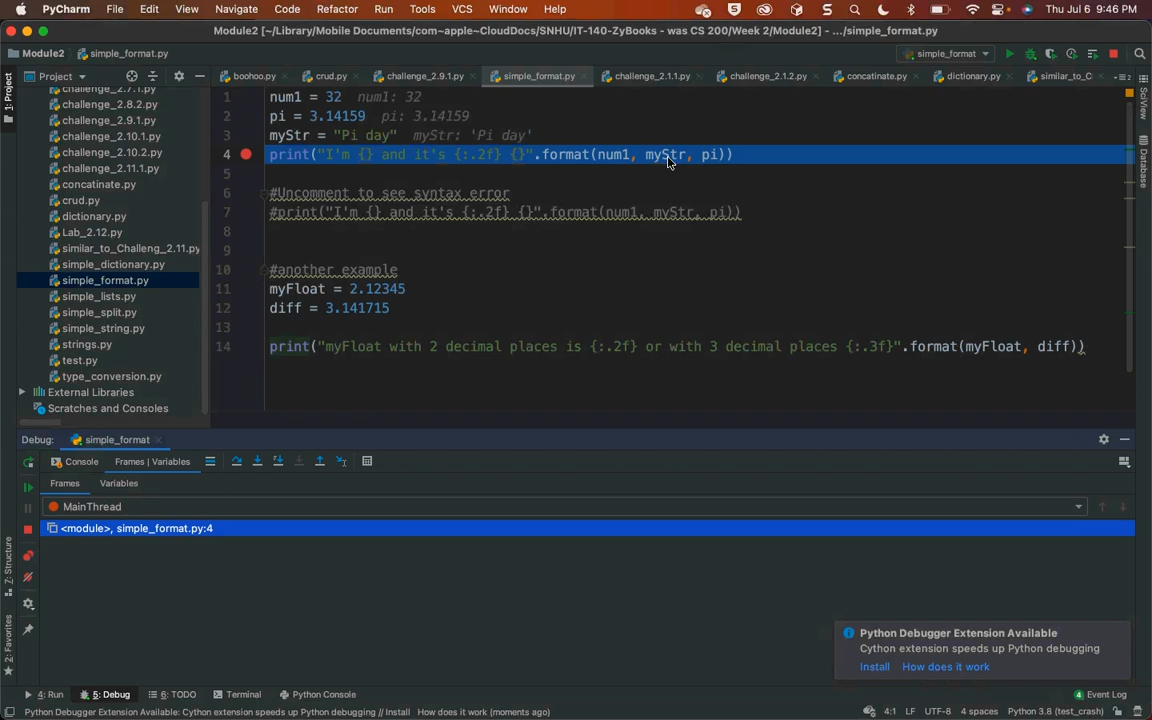 PyCharm File Edit View Navigate Code Refactor Run Tools VCS Window Help Thu Jul 6 9:46 PM
Module2 [~/Library/Mobile Documents/com~apple~CloudDocs/SNHU/IT-140-ZyBooks - was CS 200/Week 2/Module2] - .../simple_format.py
Module2 simple_format.py simple_format
Project boohoo.py crud.py challenge_2.9.1.py simple_format.py challenge_2.1.1.py challenge_2.1.2.py concatinate.py dictionary.py similar_to_C
1: Project
SciView
Database
challenge_2.7.1.py
challenge_2.8.2.py
challenge_2.9.1.py
challenge_2.10.1.py
challenge_2.10.2.py
challenge_2.11.1.py
concatinate.py
crud.py
dictionary.py
Lab_2.12.py
similar_to_Challeng_2.11.py
simple_dictionary.py
simple_format.py
simple_lists.py
simple_split.py
simple_string.py
strings.py
test.py
type_conversion.py
External Libraries
Scratches and Consoles
1 num1 = 32 num1: 32
2 pi = 3.14159 pi: 3.14159
3 myStr = "Pi day" myStr: 'Pi day'
4 print("I'm {} and it's {:.2f} {}".format(num1, myStr, pi))
5
6 #Uncomment to see syntax error
7 #print("I'm {} and it's {:.2f} {}".format(num1, myStr, pi))
8
9
10 #another example
11 myFloat = 2.12345
12 diff = 3.141715
13
14 print("myFloat with 2 decimal places is {:.2f} or with 3 decimal places {:.3f}".format(myFloat, diff))
Debug: simple_format
Console Frames | Variables
Frames Variables
MainThread
<module>, simple_format.py:4
Z: Structure
2: Favorites
Python Debugger Extension Available
Cython extension speeds up Python debugging
Install How does it work
4: Run 5: Debug 6: TODO Terminal Python Console 4 Event Log
Python Debugger Extension Available: Cython extension speeds up Python debugging // Install How does it work (moments ago) 4:1 LF UTF-8 4 spaces Python 3.8 (test_crash)